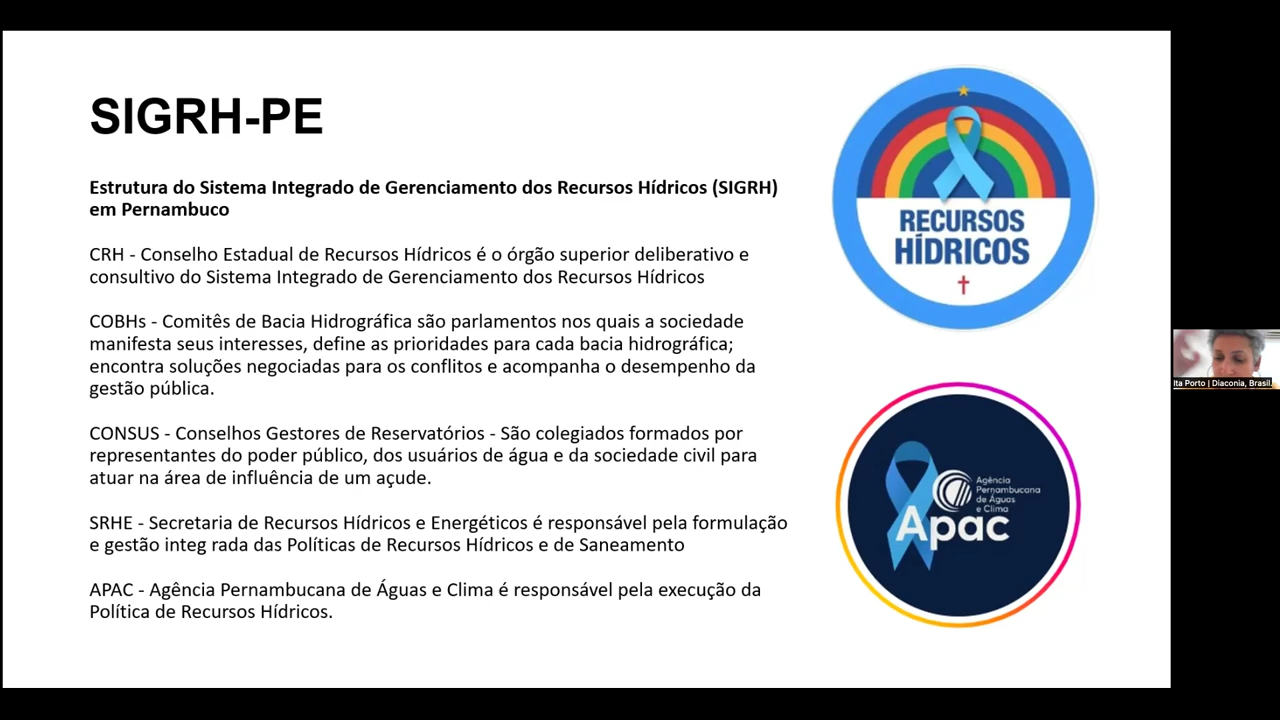 SIGRH-PE
Estrutura do Sistema Integrado de Gerenciamento dos Recursos Hídricos (SIGRH)
em Pernambuco
CRH - Conselho Estadual de Recursos Hídricos é o órgão superior deliberativo e
consultivo do Sistema Integrado de Gerenciamento dos Recursos Hídricos
COBHs - Comitês de Bacia Hidrográfica são parlamentos nos quais a sociedade
manifesta seus interesses, define as prioridades para cada bacia hidrográfica;
encontra soluções negociadas para os conflitos e acompanha o desempenho da
gestão pública.
CONSUS - Conselhos Gestores de Reservatórios - São colegiados formados por
representantes do poder público, dos usuários de água e da sociedade civil para
atuar na área de influência de um açude.
SRHE - Secretaria de Recursos Hídricos e Energéticos é responsável pela formulação
e gestão integ rada das Políticas de Recursos Hídricos e de Saneamento
APAC - Agência Pernambucana de Águas e Clima é responsável pela execução da
Política de Recursos Hídricos.
RECURSOS
HÍDRICOS
Agência
Pernambucana
de Águas
e Clima
Apac
Ita Porto | Diaconia, Brasil.